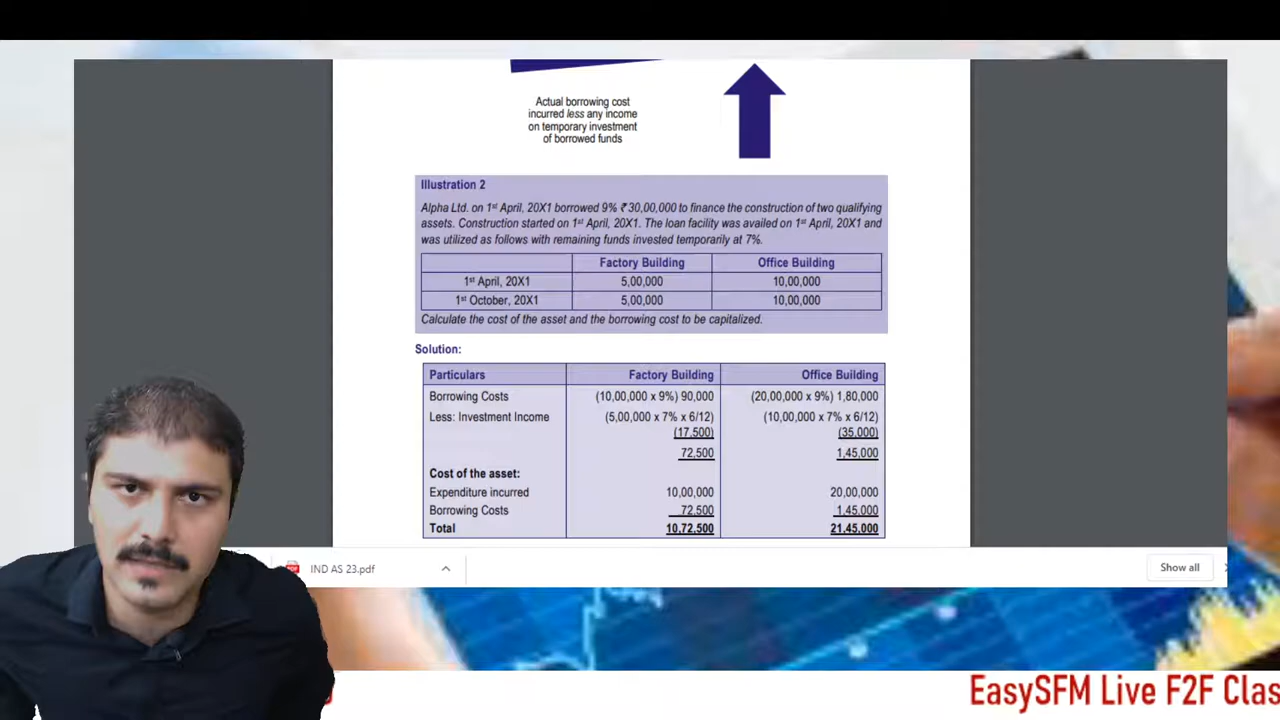 Actual borrowing cost
incurred less any income
on temporary investment
of borrowed funds
Illustration 2
Alpha Ltd. on 1st April, 20X1 borrowed 9% ₹ 30,00,000 to finance the construction of two qualifying
assets. Construction started on 1st April, 20X1. The loan facility was availed on 1st April, 20X1 and
was utilized as follows with remaining funds invested temporarily at 7%.
Factory Building Office Building
1st April, 20X1 5,00,000 10,00,000
1st October, 20X1 5,00,000 10,00,000
Calculate the cost of the asset and the borrowing cost to be capitalized.
Solution:
Particulars Factory Building Office Building
Borrowing Costs (10,00,000 x 9%) 90,000 (20,00,000 x 9%) 1,80,000
Less: Investment Income (5,00,000 x 7% x 6/12) (10,00,000 x 7% x 6/12)
(17,500) (35,000)
72,500 1,45,000
Cost of the asset:
Expenditure incurred 10,00,000 20,00,000
Borrowing Costs 72,500 1,45,000
Total 10,72,500 21,45,000
IND AS 23.pdf
Show all
EasySFM Live F2F Clas